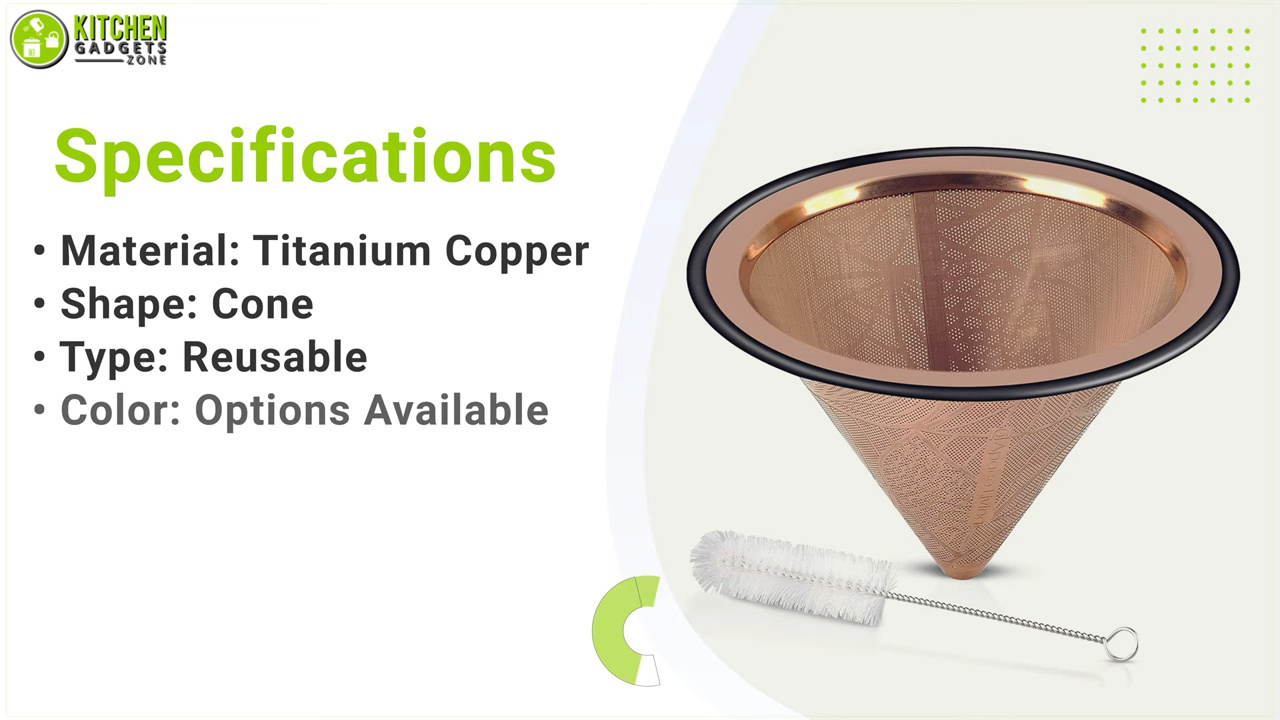 KITCHEN
GADGETS
ZONE
Specifications
• Material: Titanium Copper
• Shape: Cone
• Type: Reusable
• Color: Options Available